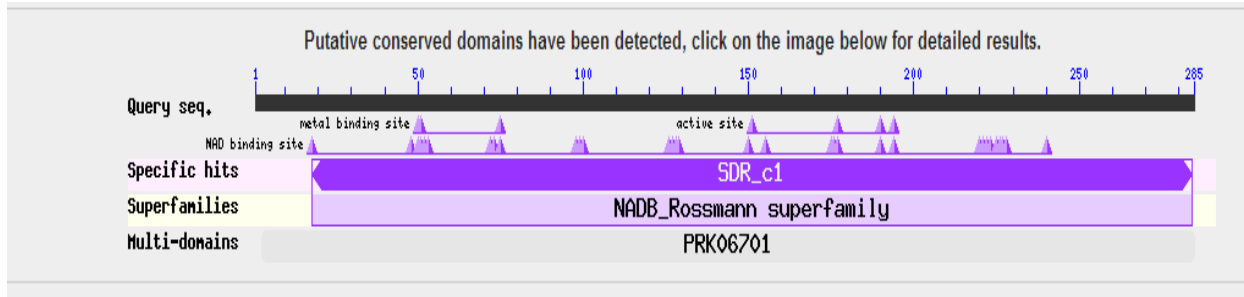 Putative conserved domains have been detected, click on the image below for detailed results.
1 50 100 150 200 250 285
Query seq.
metal binding site active site
NAD binding site
Specific hits SDR_c1
Superfamilies NADB_Rossmann superfamily
Multi-domains PRK06701